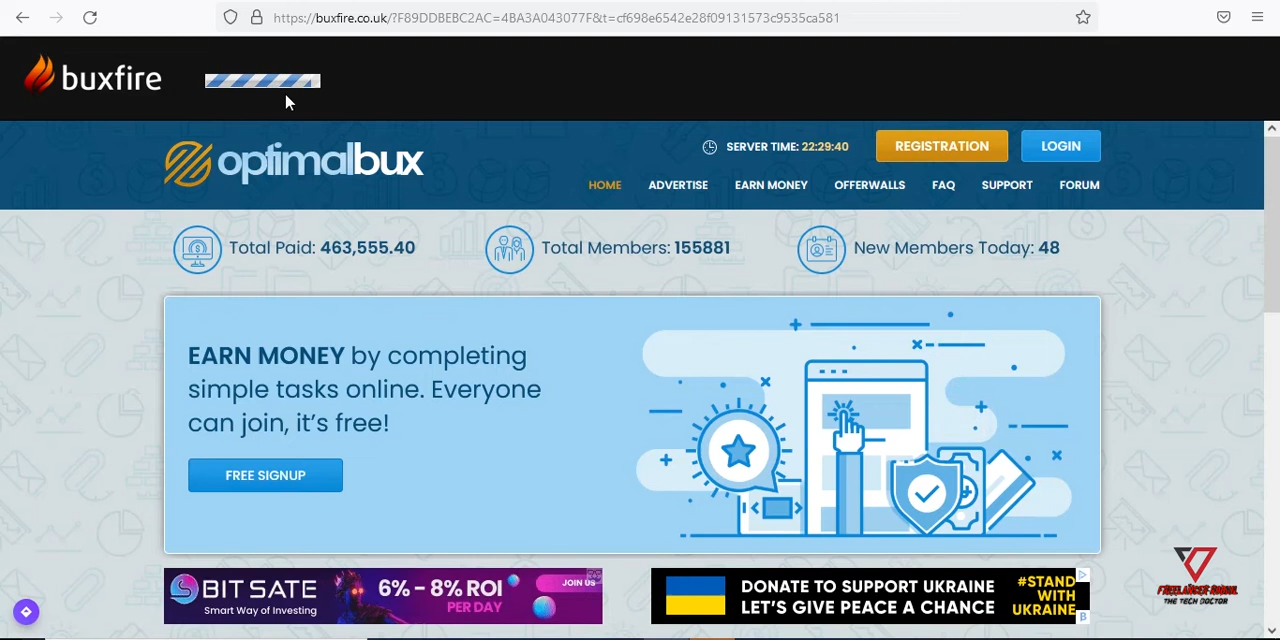 https://buxfire.co.uk/?F89DDBEBC2AC=4BA3A043077F&t=cf698e6542e28f09131573c9535ca581
buxfire
optimalbux
SERVER TIME: 22:29:40
REGISTRATION
LOGIN
HOME ADVERTISE EARN MONEY OFFERWALLS FAQ SUPPORT FORUM
Total Paid: 463,555.40
Total Members: 155881
New Members Today: 48
EARN MONEY by completing
simple tasks online. Everyone
can join, it's free!
FREE SIGNUP
BIT SATE
Smart Way of Investing
6% - 8% ROI
PER DAY
JOIN US
DONATE TO SUPPORT UKRAINE
LET'S GIVE PEACE A CHANCE
#STAND
WITH
UKRAINE
THE TECH DOCTOR